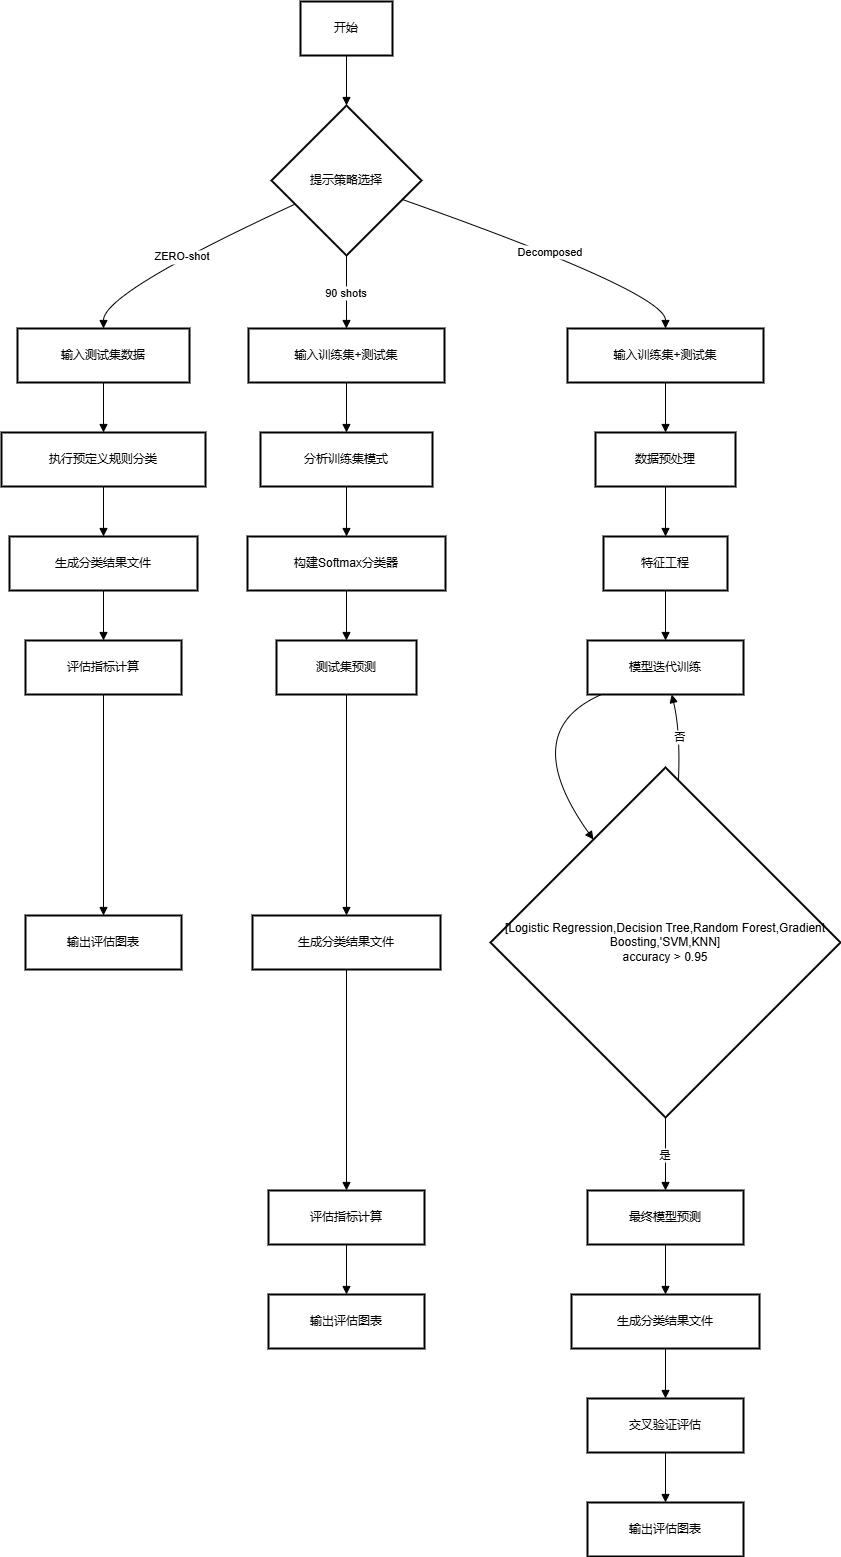 开始
提示策略选择
ZERO-shot
90 shots
Decomposed
输入测试集数据
输入训练集+测试集
输入训练集+测试集
执行预定义规则分类
分析训练集模式
数据预处理
生成分类结果文件
构建Softmax分类器
特征工程
评估指标计算
测试集预测
模型迭代训练
否
输出评估图表
生成分类结果文件
[Logistic Regression,Decision Tree,Random Forest,Gradient
Boosting,'SVM,KNN]
accuracy > 0.95
是
评估指标计算
最终模型预测
输出评估图表
生成分类结果文件
交叉验证评估
输出评估图表